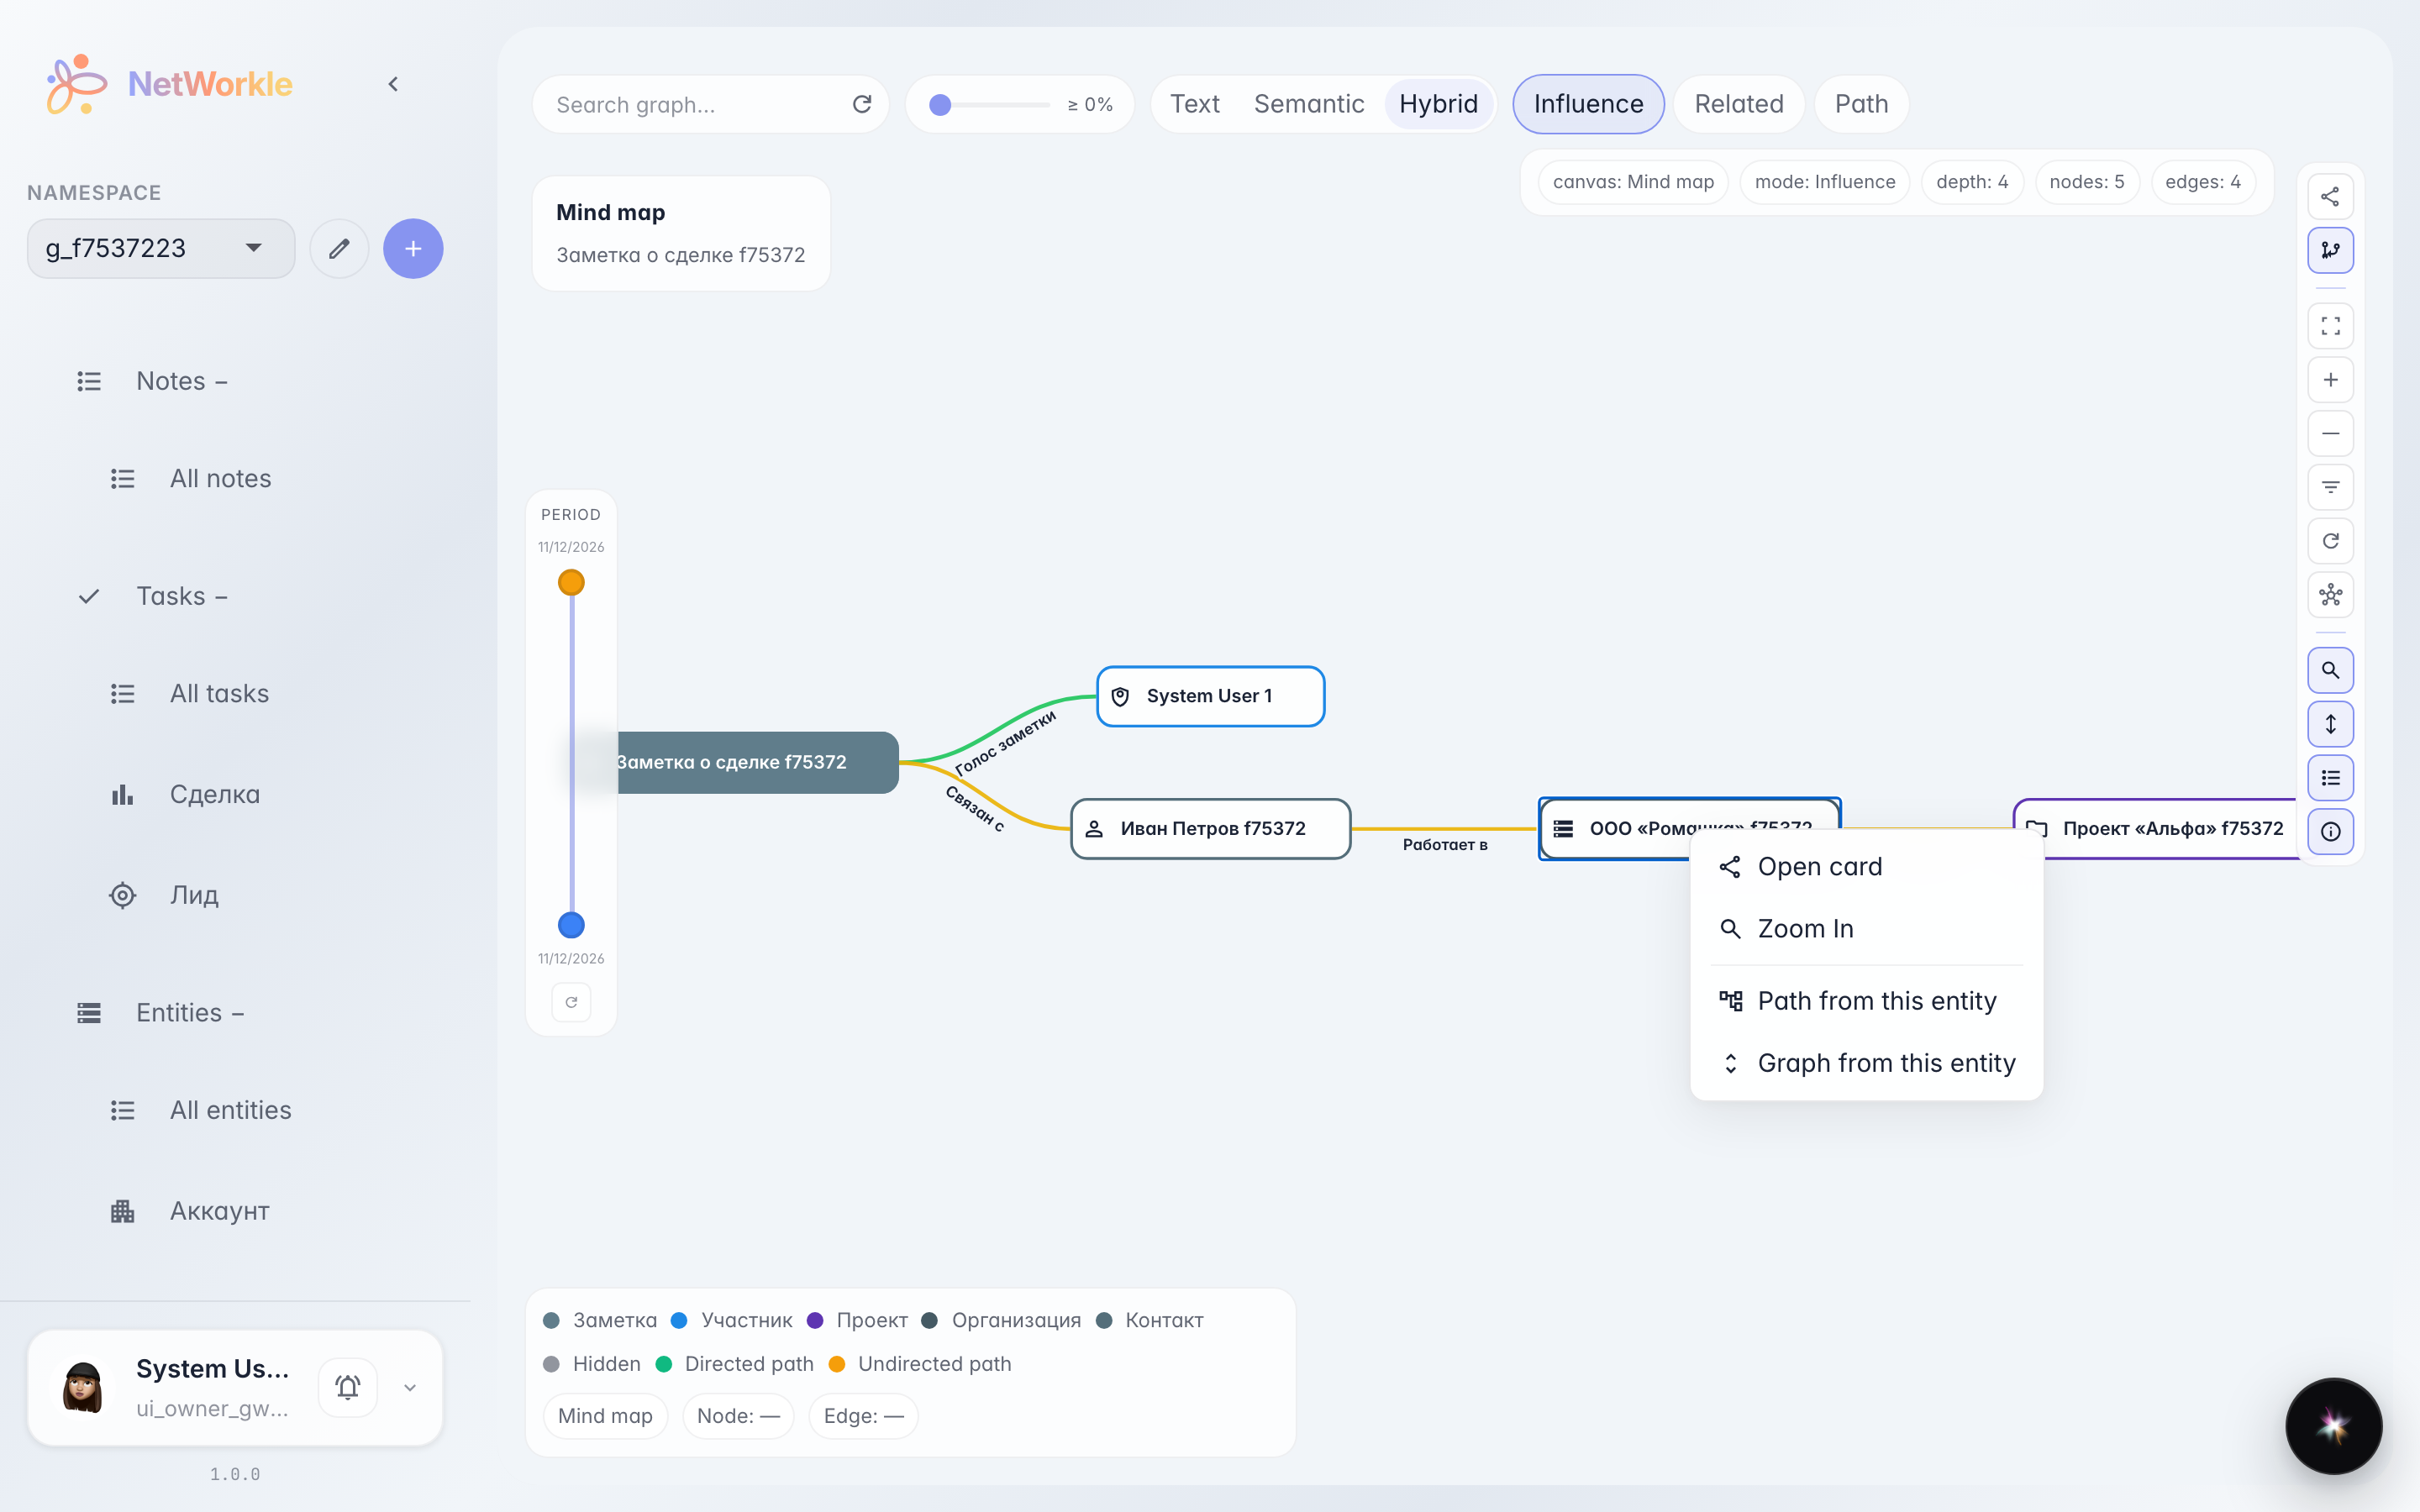 NetWorkle
NAMESPACE
g_f7537223
Notes –
All notes
Tasks –
All tasks
Сделка
Лид
Entities –
All entities
Аккаунт
System Us...
ui_owner_gw...
1.0.0
Search graph...
≥ 0%
Text Semantic Hybrid
Influence
Related
Path
canvas: Mind map
mode: Influence
depth: 4
nodes: 5
edges: 4
Mind map
Заметка о сделке f75372
PERIOD
11/12/2026
11/12/2026
Заметка о сделке f75372
Голос заметки
Связан с
System User 1
Иван Петров f75372
Работает в
ООО «Ромашка» f75372
Проект «Альфа» f75372
Open card
Zoom In
Path from this entity
Graph from this entity
Заметка Участник Проект Организация Контакт
Hidden Directed path Undirected path
Mind map Node: — Edge: —